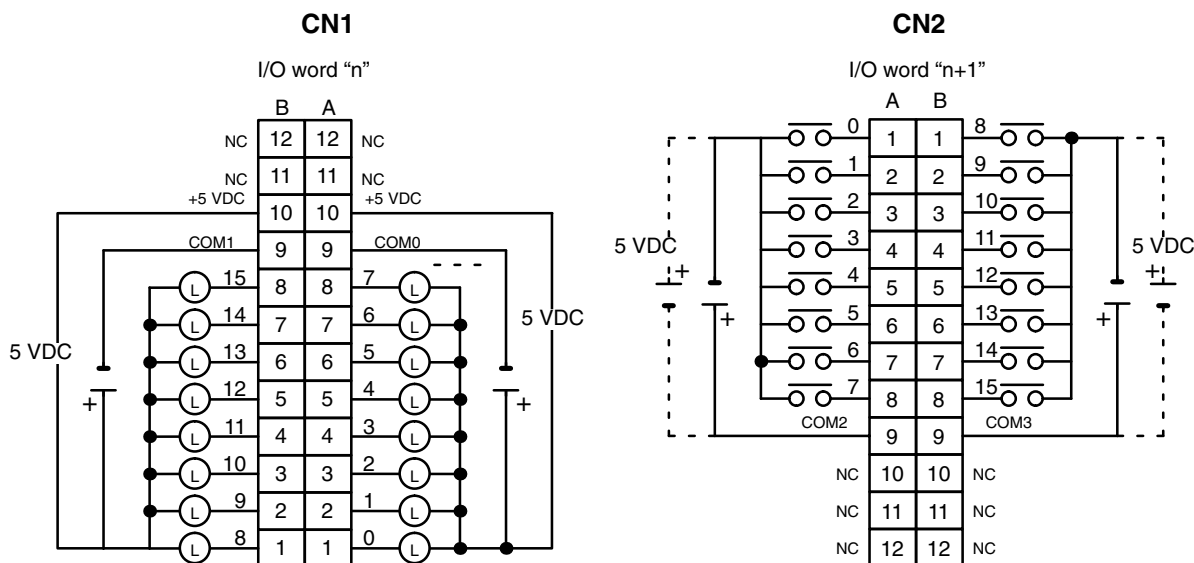 CN1
I/O word “n”
B A
NC 12 12 NC
NC 11 11 NC
+5 VDC 10 10 +5 VDC
COM1 9 9 COM0
L 15 8 8 7 L
L 14 7 7 6 L
L 13 6 6 5 L
L 12 5 5 4 L
L 11 4 4 3 L
L 10 3 3 2 L
L 9 2 2 1 L
L 8 1 1 0 L
5 VDC
+
5 VDC
+
CN2
I/O word “n+1”
A B
0 1 1 8
1 2 2 9
2 3 3 10
3 4 4 11
4 5 5 12
5 6 6 13
6 7 7 14
7 8 8 15
COM2 9 9 COM3
NC 10 10 NC
NC 11 11 NC
NC 12 12 NC
5 VDC
+
+
5 VDC
+
+